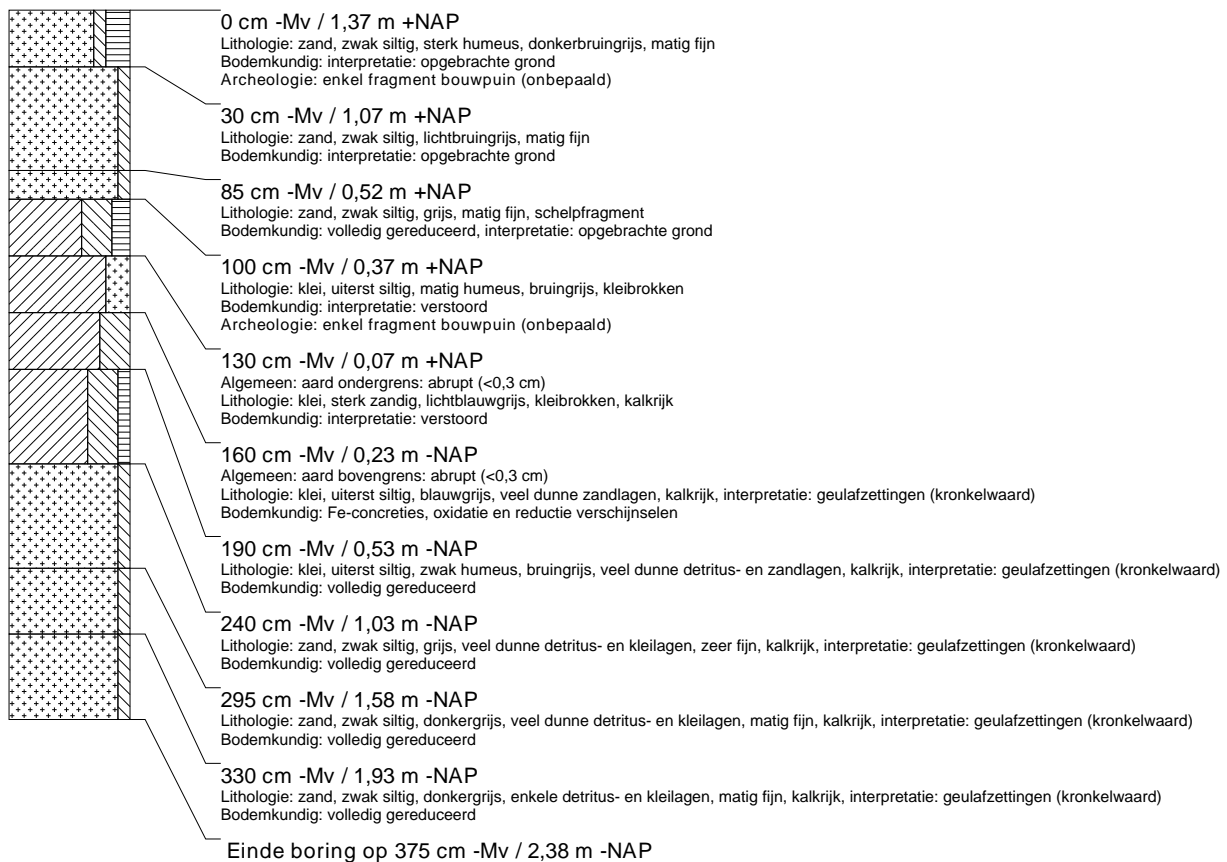 0 cm -Mv / 1,37 m +NAP
Lithologie: zand, zwak siltig, sterk humeus, donkerbruingrijs, matig fijn
Bodemkundig: interpretatie: opgebrachte grond
Archeologie: enkel fragment bouwpuin (onbepaald)
30 cm -Mv / 1,07 m +NAP
Lithologie: zand, zwak siltig, lichtbruingrijs, matig fijn
Bodemkundig: interpretatie: opgebrachte grond
85 cm -Mv / 0,52 m +NAP
Lithologie: zand, zwak siltig, grijs, matig fijn, schelpfragment
Bodemkundig: volledig gereduceerd, interpretatie: opgebrachte grond
100 cm -Mv / 0,37 m +NAP
Lithologie: klei, uiterst siltig, matig humeus, bruingrijs, kleibrokken
Bodemkundig: interpretatie: verstoord
Archeologie: enkel fragment bouwpuin (onbepaald)
130 cm -Mv / 0,07 m +NAP
Algemeen: aard ondergrens: abrupt (<0,3 cm)
Lithologie: klei, sterk zandig, lichtblauwgrijs, kleibrokken, kalkrijk
Bodemkundig: interpretatie: verstoord
160 cm -Mv / 0,23 m -NAP
Algemeen: aard bovengrens: abrupt (<0,3 cm)
Lithologie: klei, uiterst siltig, blauwgrijs, veel dunne zandlagen, kalkrijk, interpretatie: geulafzettingen (kronkelwaard)
Bodemkundig: Fe-concreties, oxidatie en reductie verschijnselen
190 cm -Mv / 0,53 m -NAP
Lithologie: klei, uiterst siltig, zwak humeus, bruingrijs, veel dunne detritus- en zandlagen, kalkrijk, interpretatie: geulafzettingen (kronkelwaard)
Bodemkundig: volledig gereduceerd
240 cm -Mv / 1,03 m -NAP
Lithologie: zand, zwak siltig, grijs, veel dunne detritus- en kleilagen, zeer fijn, kalkrijk, interpretatie: geulafzettingen (kronkelwaard)
Bodemkundig: volledig gereduceerd
295 cm -Mv / 1,58 m -NAP
Lithologie: zand, zwak siltig, donkergrijs, veel dunne detritus- en kleilagen, matig fijn, kalkrijk, interpretatie: geulafzettingen (kronkelwaard)
Bodemkundig: volledig gereduceerd
330 cm -Mv / 1,93 m -NAP
Lithologie: zand, zwak siltig, donkergrijs, enkele detritus- en kleilagen, matig fijn, kalkrijk, interpretatie: geulafzettingen (kronkelwaard)
Bodemkundig: volledig gereduceerd
Einde boring op 375 cm -Mv / 2,38 m -NAP